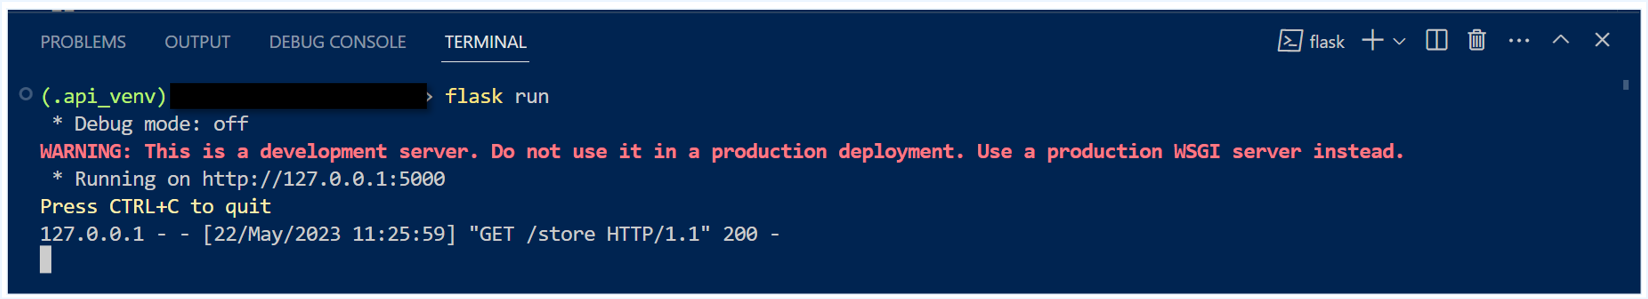 PROBLEMS OUTPUT DEBUG CONSOLE TERMINAL flask
(.api_venv) > flask run
* Debug mode: off
WARNING: This is a development server. Do not use it in a production deployment. Use a production WSGI server instead.
* Running on http://127.0.0.1:5000
Press CTRL+C to quit
127.0.0.1 - - [22/May/2023 11:25:59] "GET /store HTTP/1.1" 200 -